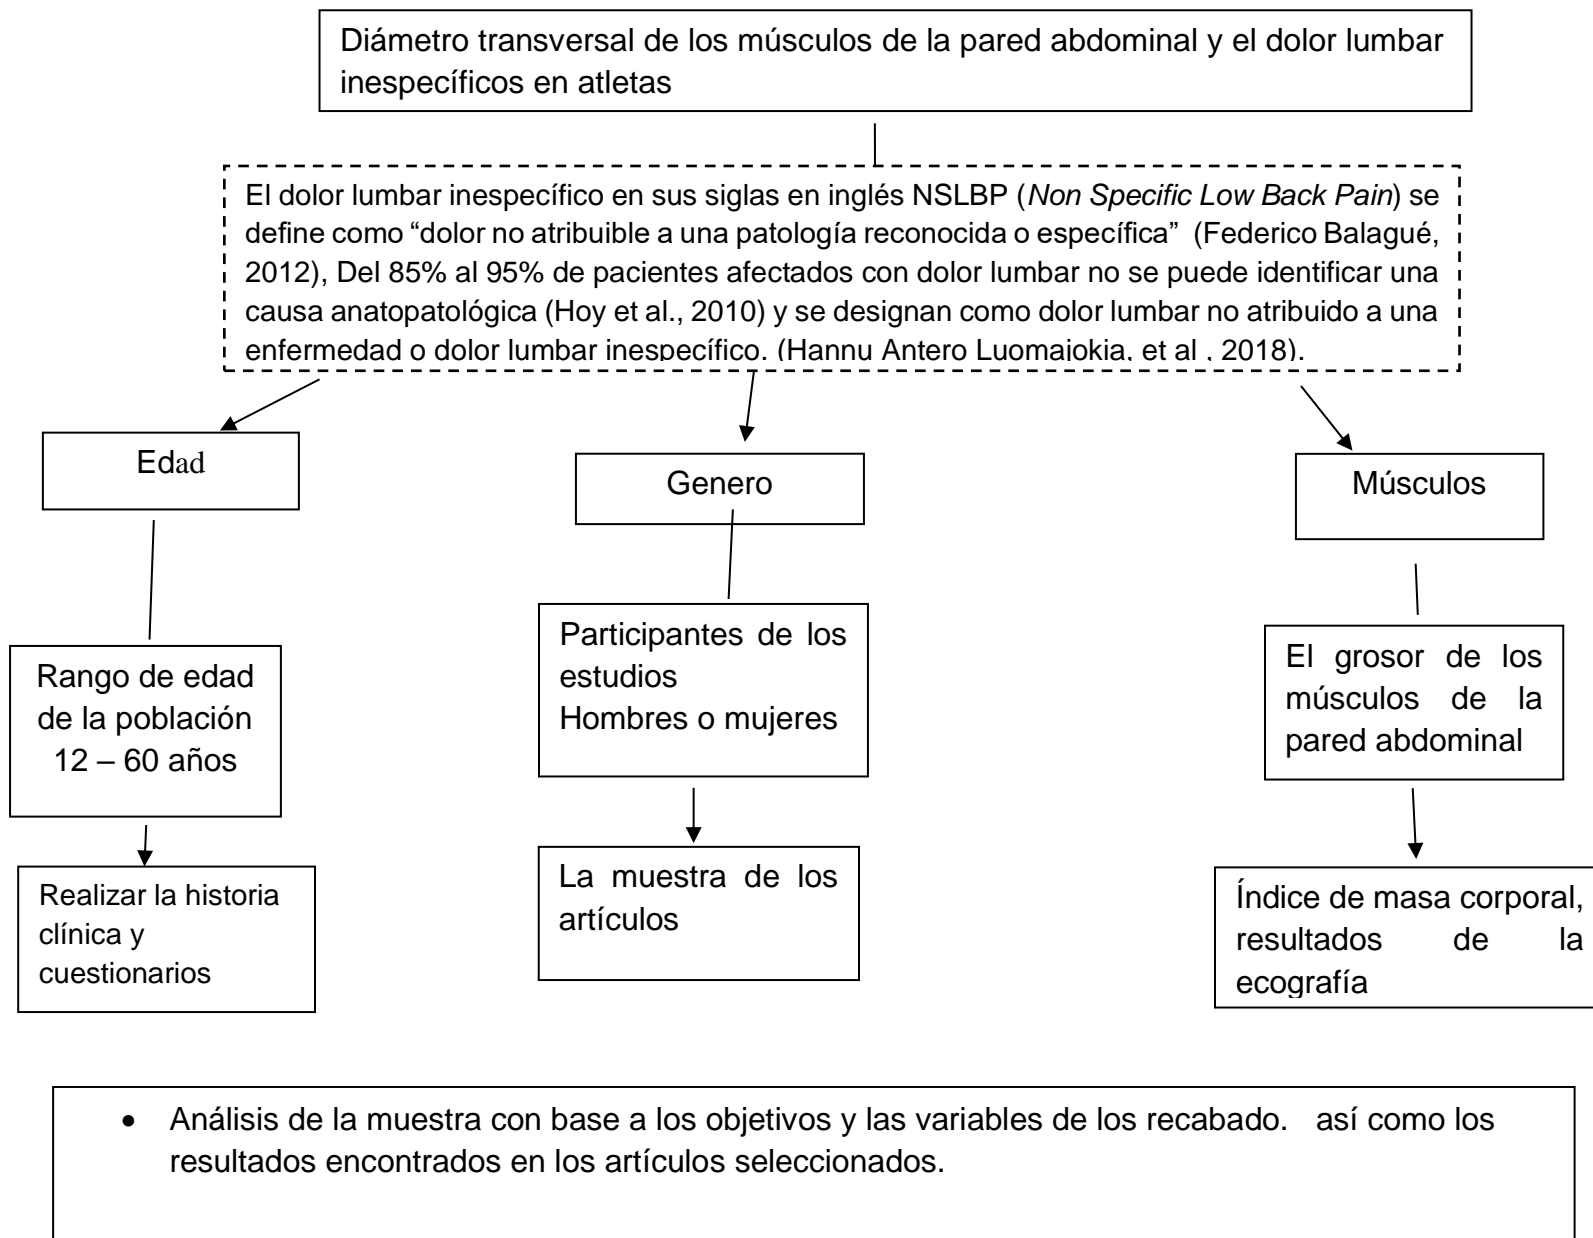 Diámetro transversal de los músculos de la pared abdominal y el dolor lumbar
inespecíficos en atletas
El dolor lumbar inespecífico en sus siglas en inglés NSLBP (Non Specific Low Back Pain) se
define como “dolor no atribuible a una patología reconocida o específica” (Federico Balagué,
2012), Del 85% al 95% de pacientes afectados con dolor lumbar no se puede identificar una
causa anatopatológica (Hoy et al., 2010) y se designan como dolor lumbar no atribuido a una
enfermedad o dolor lumbar inespecífico. (Hannu Antero Luomajokia, et al , 2018).
Edad
Rango de edad
de la población
12 – 60 años
Realizar la historia
clínica y
cuestionarios
Genero
Participantes de los
estudios
Hombres o mujeres
La muestra de los
artículos
Músculos
El grosor de los
músculos de la
pared abdominal
Índice de masa corporal,
resultados de la
ecografía
• Análisis de la muestra con base a los objetivos y las variables de los recabado. así como los
resultados encontrados en los artículos seleccionados.